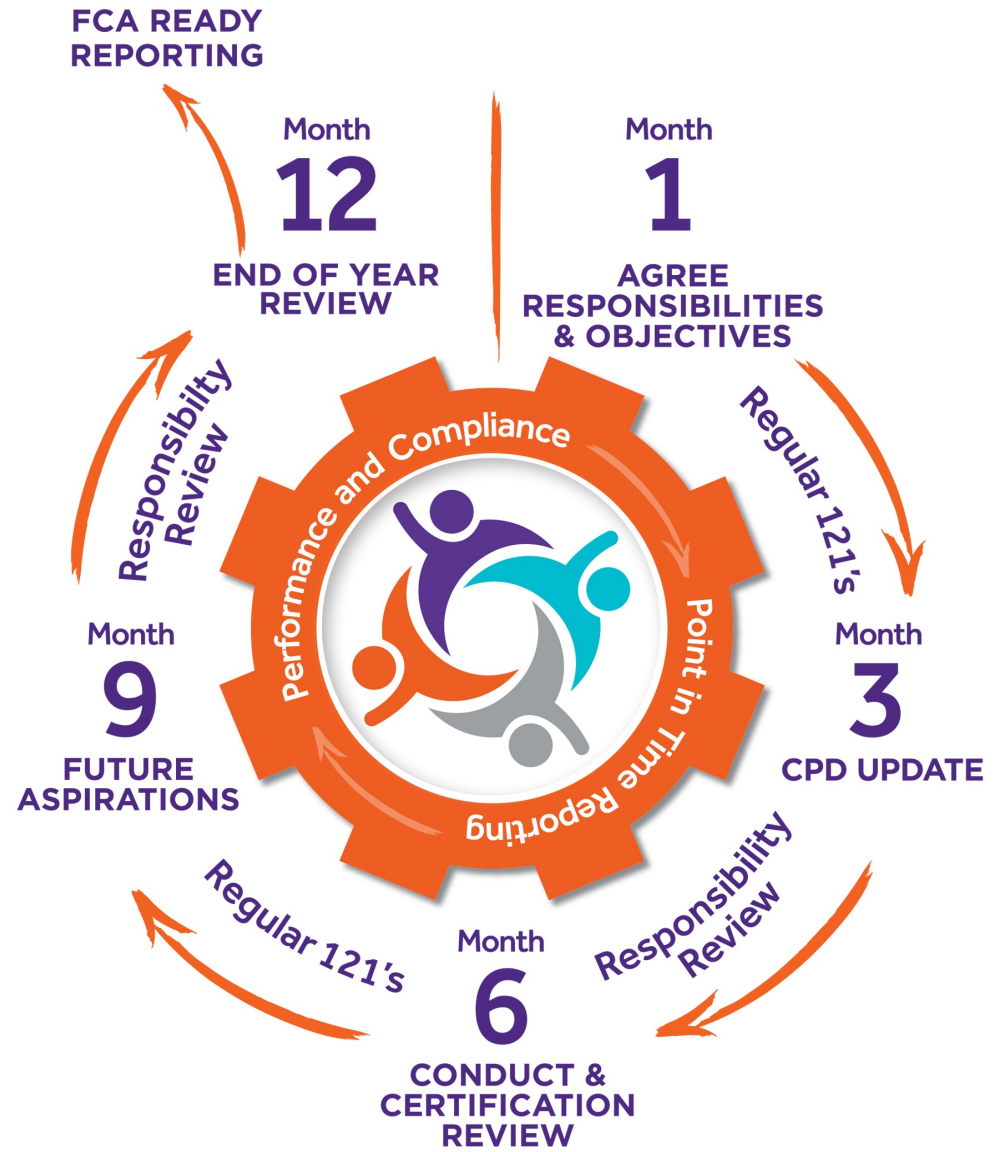 FCA READY
REPORTING
Month
12
END OF YEAR
REVIEW
Month
1
AGREE
RESPONSIBILITIES
& OBJECTIVES
Regular 121's
Month
3
CPD UPDATE
Responsibility
Review
Month
6
CONDUCT &
CERTIFICATION
REVIEW
Regular 121's
Month
9
FUTURE
ASPIRATIONS
Responsibilty
Review
Performance and Compliance
Point in Time Reporting